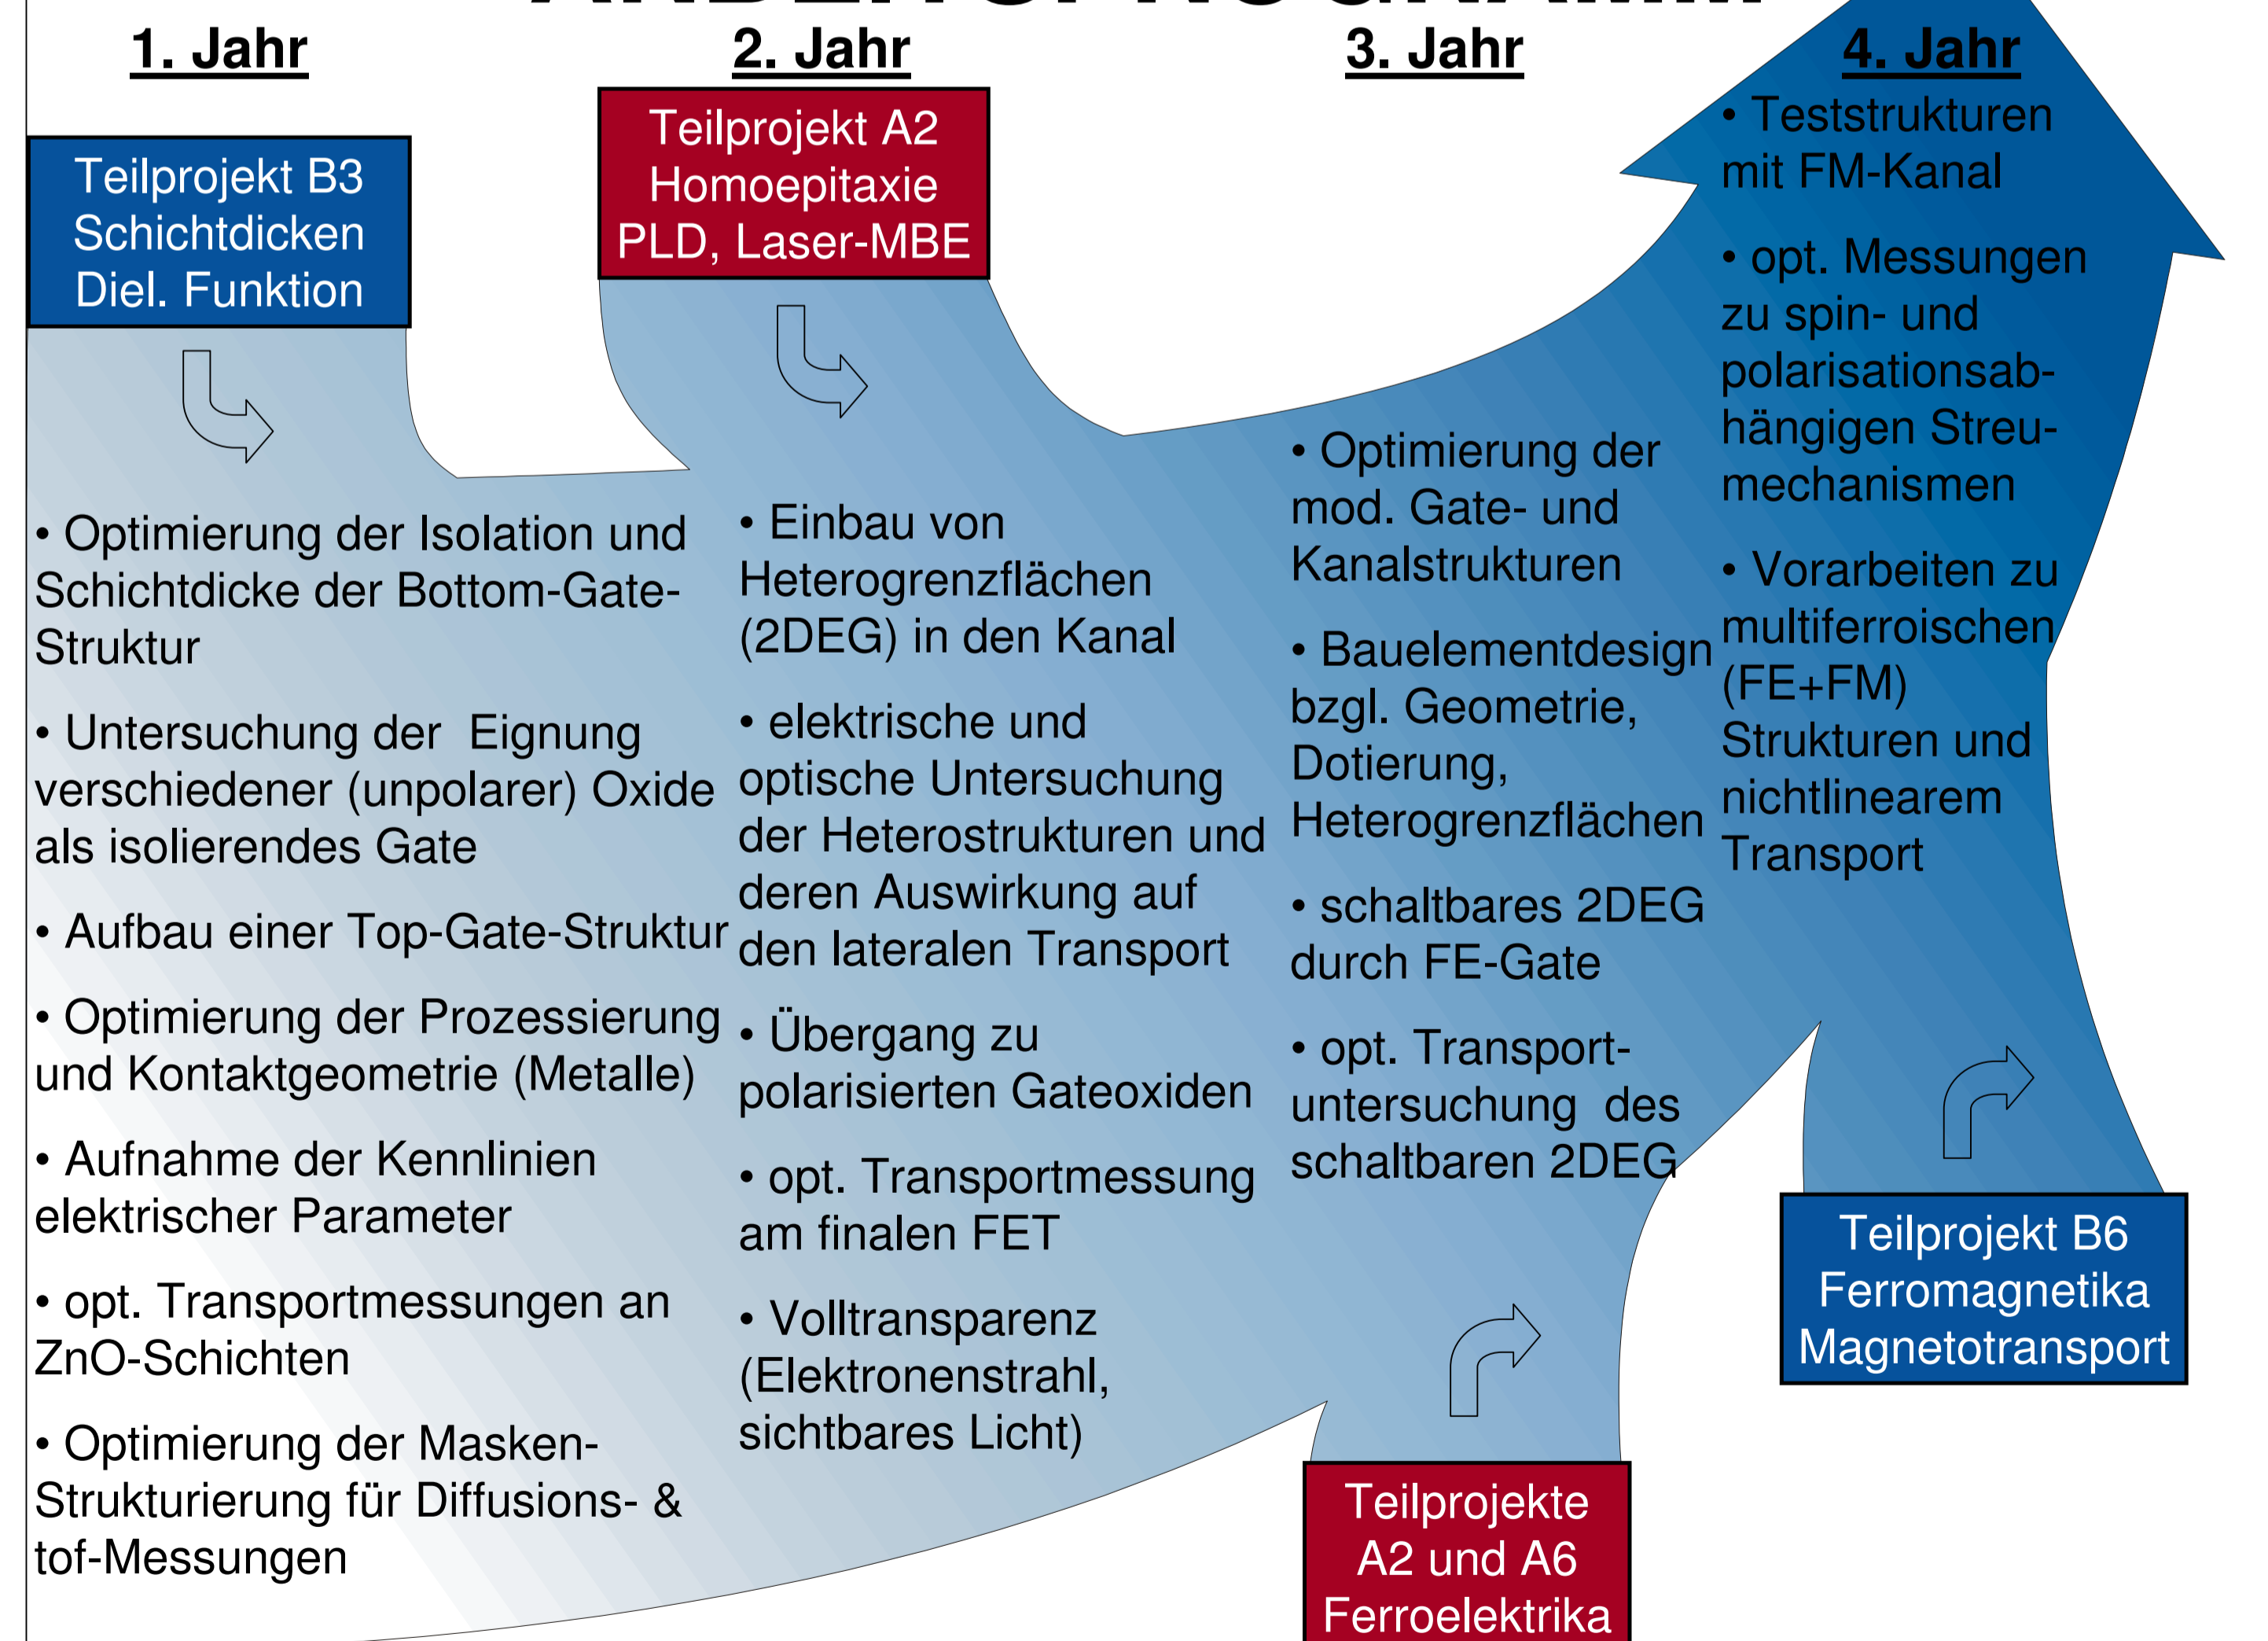 ARBEITSPROGRAMM
1. Jahr
Teilprojekt B3
Schichtdicken
Diel. Funktion
• Optimierung der Isolation und
Schichtdicke der Bottom-Gate-
Struktur
• Untersuchung der  Eignung
verschiedener (unpolarer) Oxide
als isolierendes Gate
• Aufbau einer Top-Gate-Struktur
• Optimierung der Prozessierung
und Kontaktgeometrie (Metalle)
• Aufnahme der Kennlinien
elektrischer Parameter
• opt. Transportmessungen an
ZnO-Schichten
• Optimierung der Masken-
Strukturierung für Diffusions- &
tof-Messungen
2. Jahr
Teilprojekt A2
Homoepitaxie
PLD, Laser-MBE
• Einbau von
Heterogrenzflächen
(2DEG) in den Kanal
• elektrische und
optische Untersuchung
der Heterostrukturen und
deren Auswirkung auf
den lateralen Transport
• Übergang zu
polarisierten Gateoxiden
• opt. Transportmessung
am finalen FET
• Volltransparenz
(Elektronenstrahl,
sichtbares Licht)
3. Jahr
• Optimierung der
mod. Gate- und
Kanalstrukturen
• Bauelementdesign
bzgl. Geometrie,
Dotierung,
Heterogrenzflächen
• schaltbares 2DEG
durch FE-Gate
• opt. Transport-
untersuchung  des
schaltbaren 2DEG
Teilprojekte
A2 und A6
Ferroelektrika
4. Jahr
• Teststrukturen
mit FM-Kanal
• opt. Messungen
zu spin- und
polarisationsab-
hängigen Streu-
mechanismen
• Vorarbeiten zu
multiferroischen
(FE+FM)
Strukturen und
nichtlinearem
Transport
Teilprojekt B6
Ferromagnetika
Magnetotransport